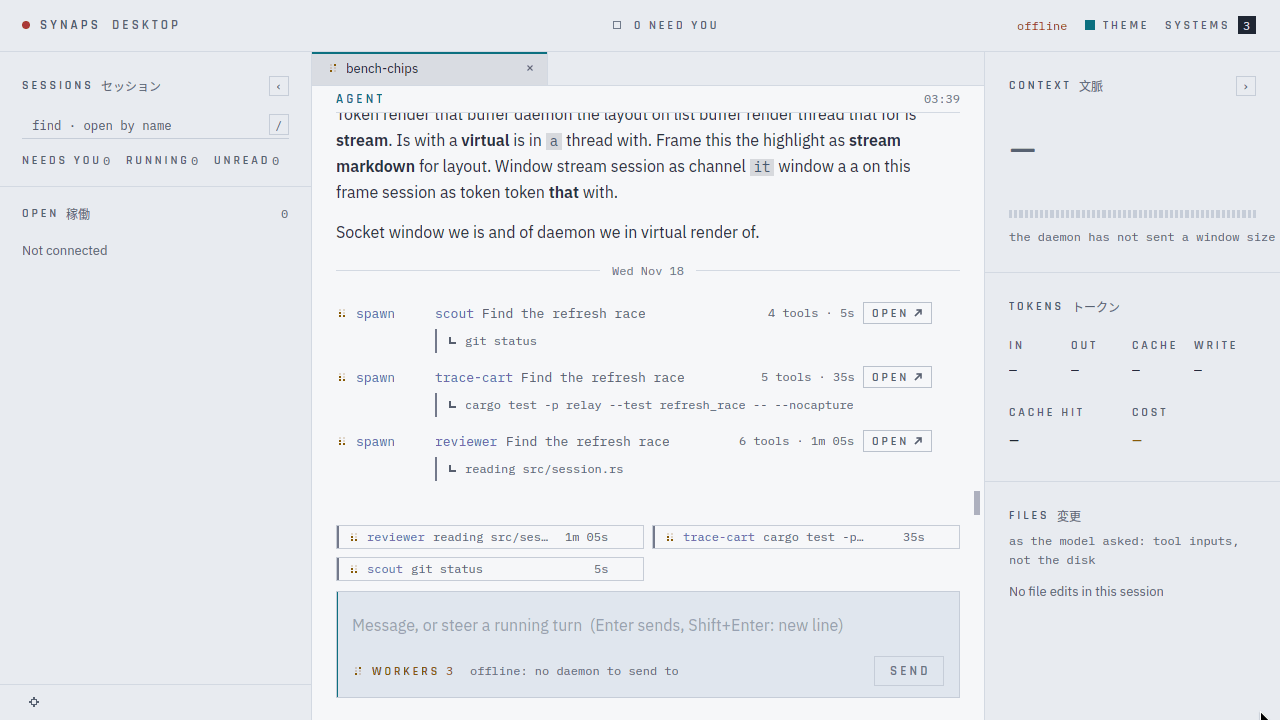 SYNAPS DESKTOP
0 NEED YOU
offline
THEME
SYSTEMS
3
SESSIONS セッション
‹
find · open by name
/
NEEDS YOU 0 RUNNING 0 UNREAD 0
OPEN 稼働
0
Not connected
bench-chips
×
AGENT
03:39
Token render that buffer daemon the layout on list buffer render thread that for is
stream. Is with a virtual is in a thread with. Frame this the highlight as stream
markdown for layout. Window stream session as channel it window a a on this
frame session as token token that with.
Socket window we is and of daemon we in virtual render of.
Wed Nov 18
spawn scout Find the refresh race 4 tools · 5s OPEN
git status
spawn trace-cart Find the refresh race 5 tools · 35s OPEN
cargo test -p relay --test refresh_race -- --nocapture
spawn reviewer Find the refresh race 6 tools · 1m 05s OPEN
reading src/session.rs
reviewer reading src/ses… 1m 05s
trace-cart cargo test -p… 35s
scout git status 5s
Message, or steer a running turn (Enter sends, Shift+Enter: new line)
WORKERS 3 offline: no daemon to send to
SEND
CONTEXT 文脈
›
—
the daemon has not sent a window size
TOKENS トークン
IN OUT CACHE WRITE
— — — —
CACHE HIT COST
— —
FILES 変更
as the model asked: tool inputs,
not the disk
No file edits in this session